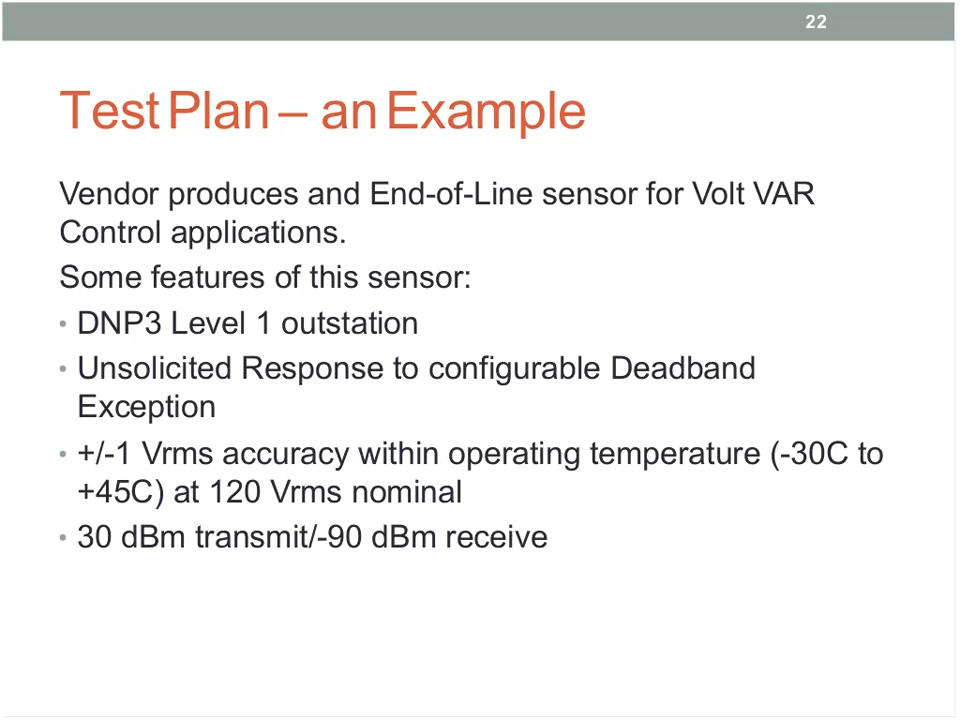 22
Test Plan – an Example
Vendor produces and End-of-Line sensor for Volt VAR
Control applications.
Some features of this sensor:
• DNP3 Level 1 outstation
• Unsolicited Response to configurable Deadband
Exception
• +/-1 Vrms accuracy within operating temperature (-30C to
+45C) at 120 Vrms nominal
• 30 dBm transmit/-90 dBm receive